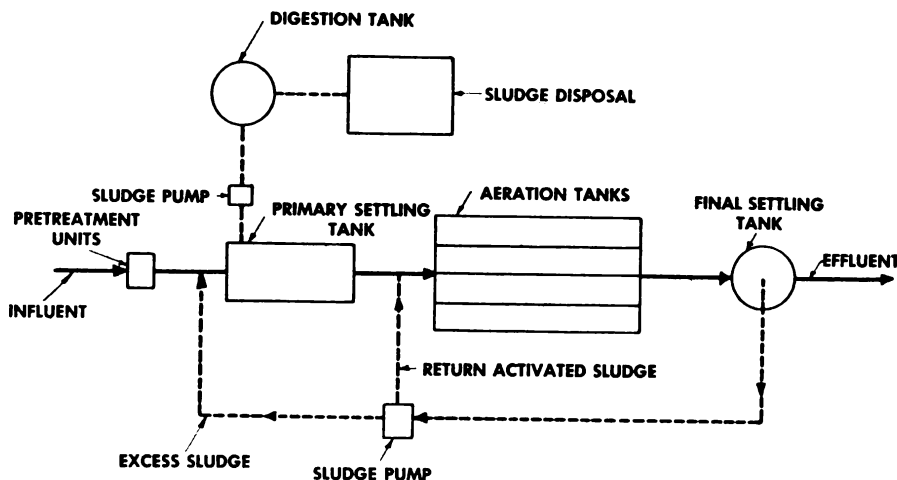 DIGESTION TANK
SLUDGE DISPOSAL
SLUDGE PUMP
PRIMARY SETTLING
TANK
AERATION TANKS
FINAL SETTLING
TANK
PRETREATMENT
UNITS
EFFLUENT
INFLUENT
RETURN ACTIVATED SLUDGE
EXCESS SLUDGE
SLUDGE PUMP